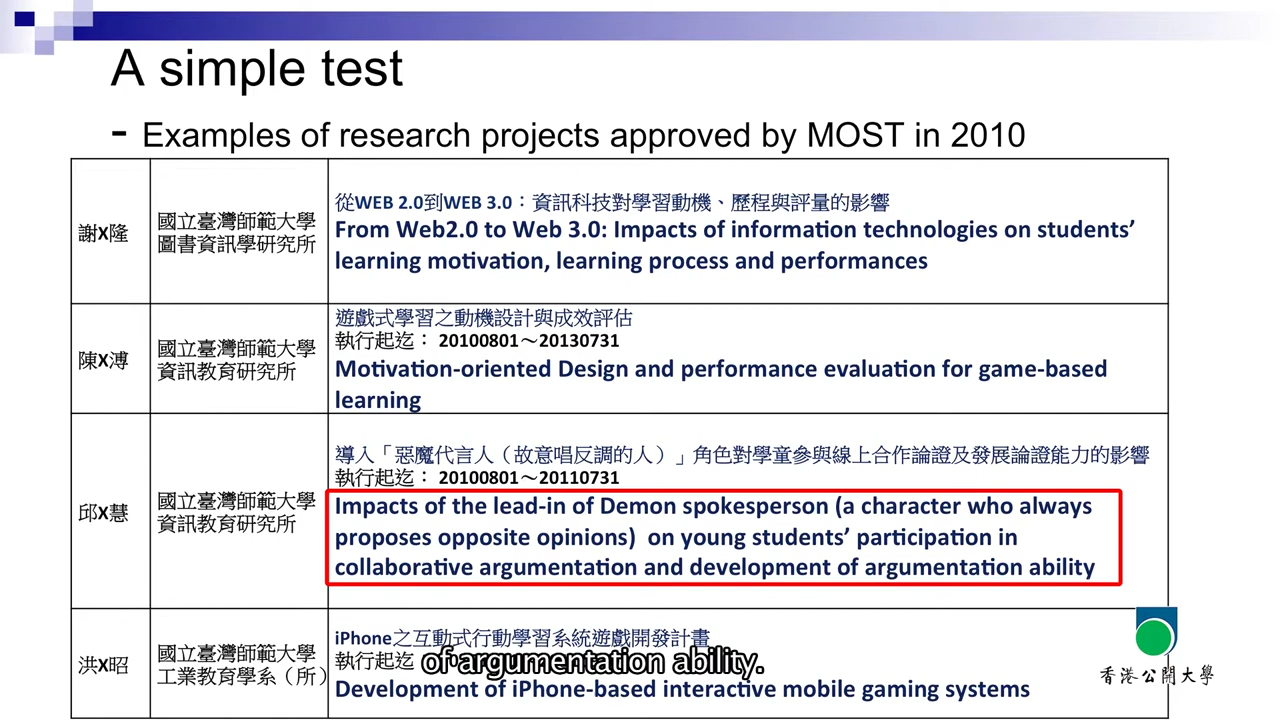 A simple test
- Examples of research projects approved by MOST in 2010
謝X隆
國立臺灣師範大學
圖書資訊學研究所
從WEB 2.0到WEB 3.0：資訊科技對學習動機、歷程與評量的影響
From Web2.0 to Web 3.0: Impacts of information technologies on students’
learning motivation, learning process and performances
陳X溥
國立臺灣師範大學
資訊教育研究所
遊戲式學習之動機設計與成效評估
執行起迄： 20100801～20130731
Motivation-oriented Design and performance evaluation for game-based
learning
邱X慧
國立臺灣師範大學
資訊教育研究所
導入「惡魔代言人（故意唱反調的人）」角色對學童參與線上合作論證及發展論證能力的影響
執行起迄： 20100801～20110731
Impacts of the lead-in of Demon spokesperson (a character who always
proposes opposite opinions) on young students’ participation in
collaborative argumentation and development of argumentation ability
洪X昭
國立臺灣師範大學
工業教育學系（所）
iPhone之互動式行動學習系統遊戲開發計畫
執行起迄
Development of iPhone-based interactive mobile gaming systems
of argumentation ability.
香港公開大學